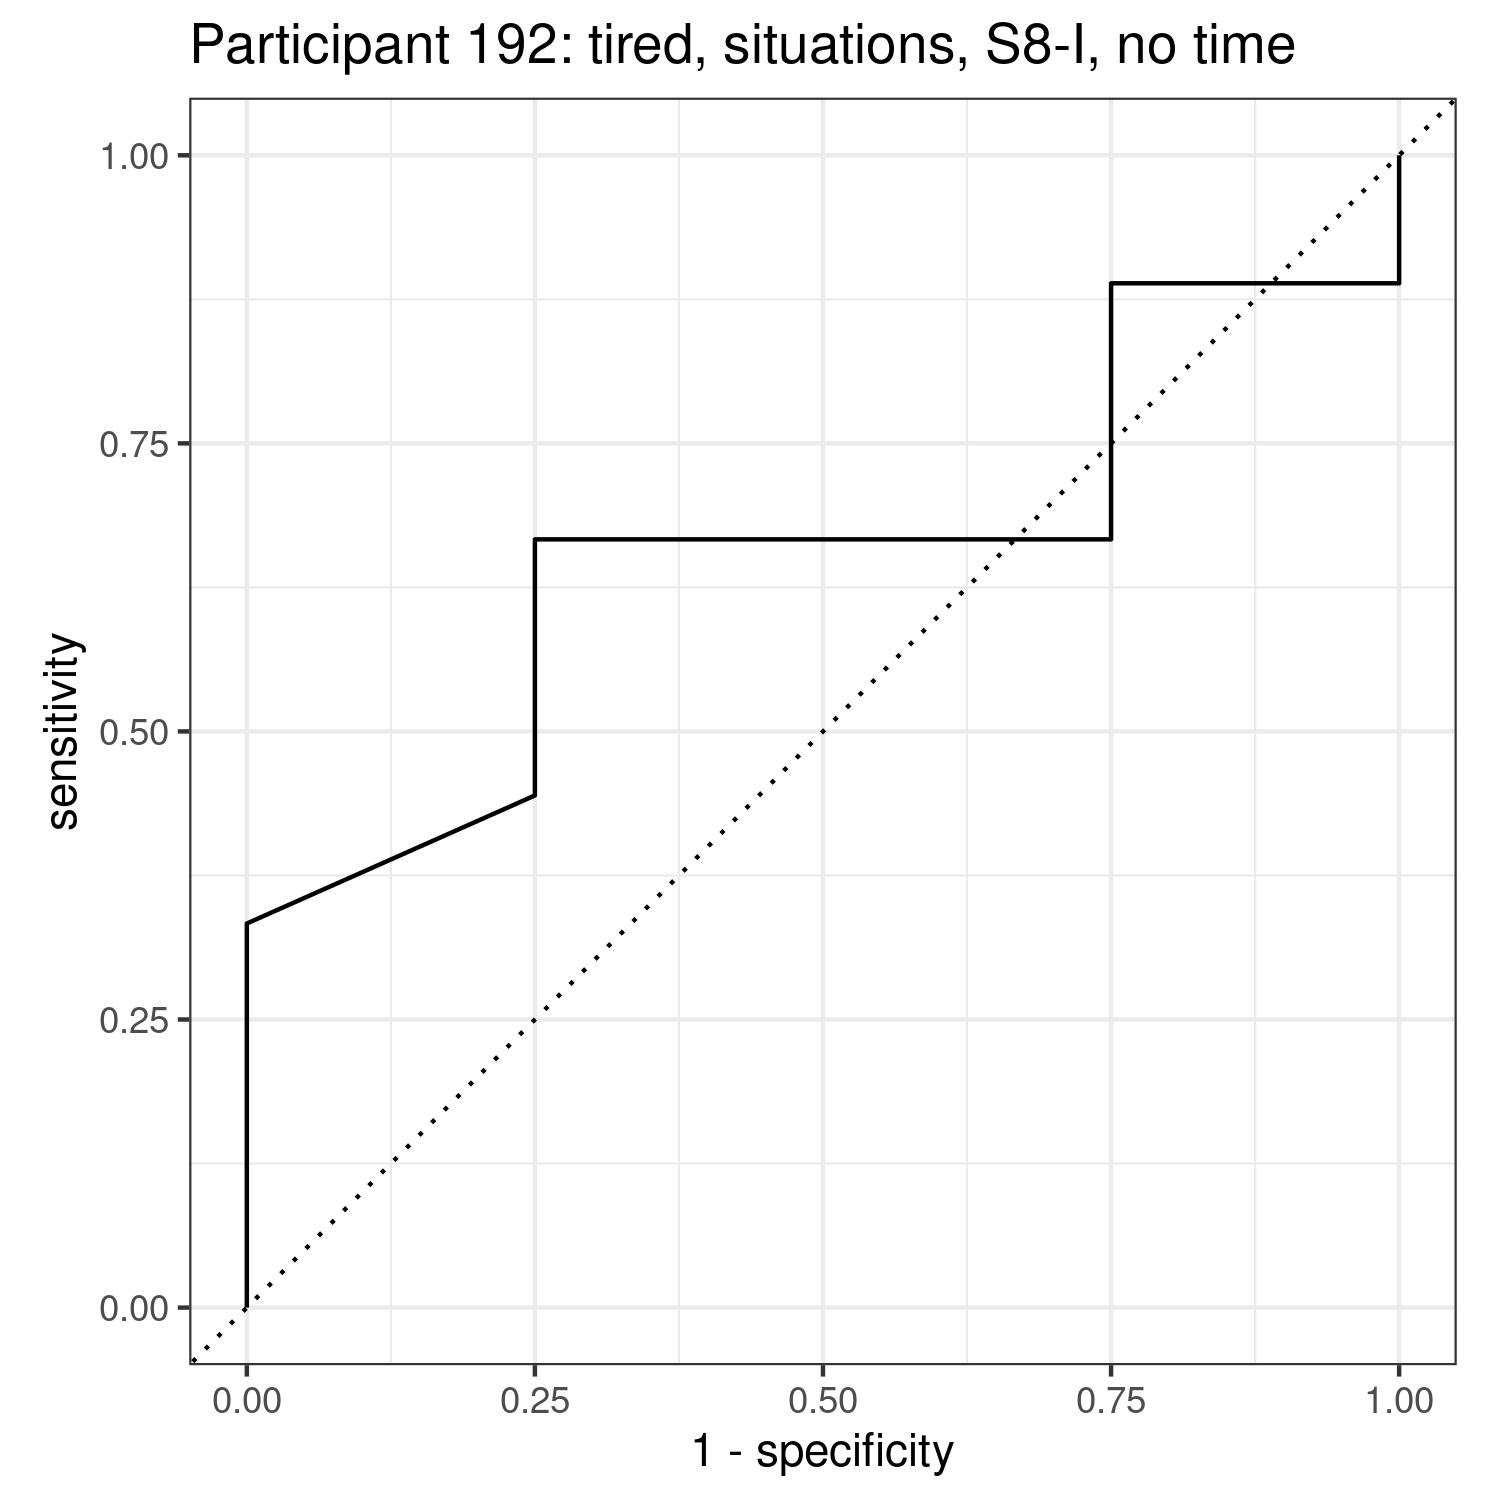 Participant 192: tired, situations, S8-I, no time
1.00
0.75
0.50
0.25
0.00
sensitivity
0.00 0.25 0.50 0.75 1.00
1 - specificity